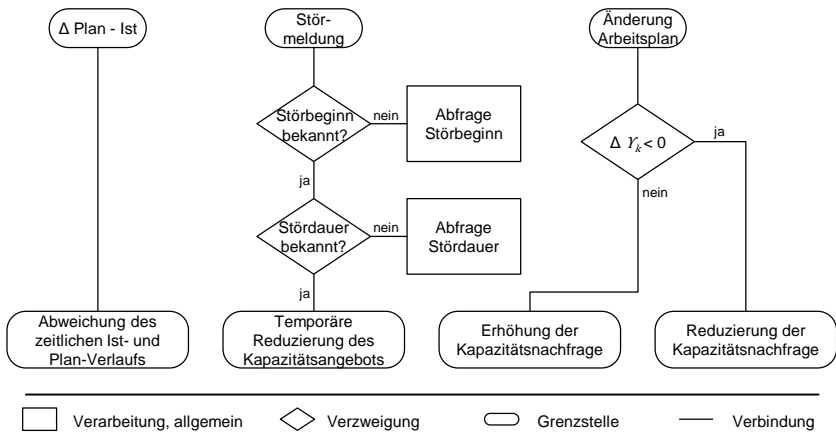 Δ Plan - Ist
Stör-
meldung
Änderung
Arbeitsplan
Störbeginn
bekannt?
nein
Abfrage
Störbeginn
Δ Υk < 0
ja
nein
ja
Stördauer
bekannt?
nein
Abfrage
Stördauer
ja
Abweichung des
zeitlichen Ist- und
Plan-Verlaufs
Temporäre
Reduzierung des
Kapazitätsangebots
Erhöhung der
Kapazitätsnachfrage
Reduzierung der
Kapazitätsnachfrage
Verarbeitung, allgemein
Verzweigung
Grenzstelle
Verbindung